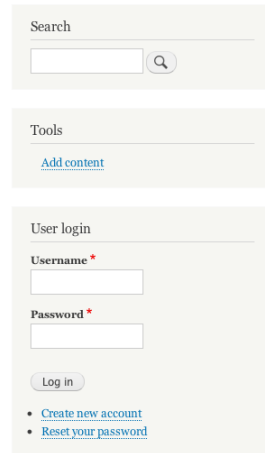 Search
Tools
Add content
User login
Username *
Password *
Log in
Create new account
Reset your password